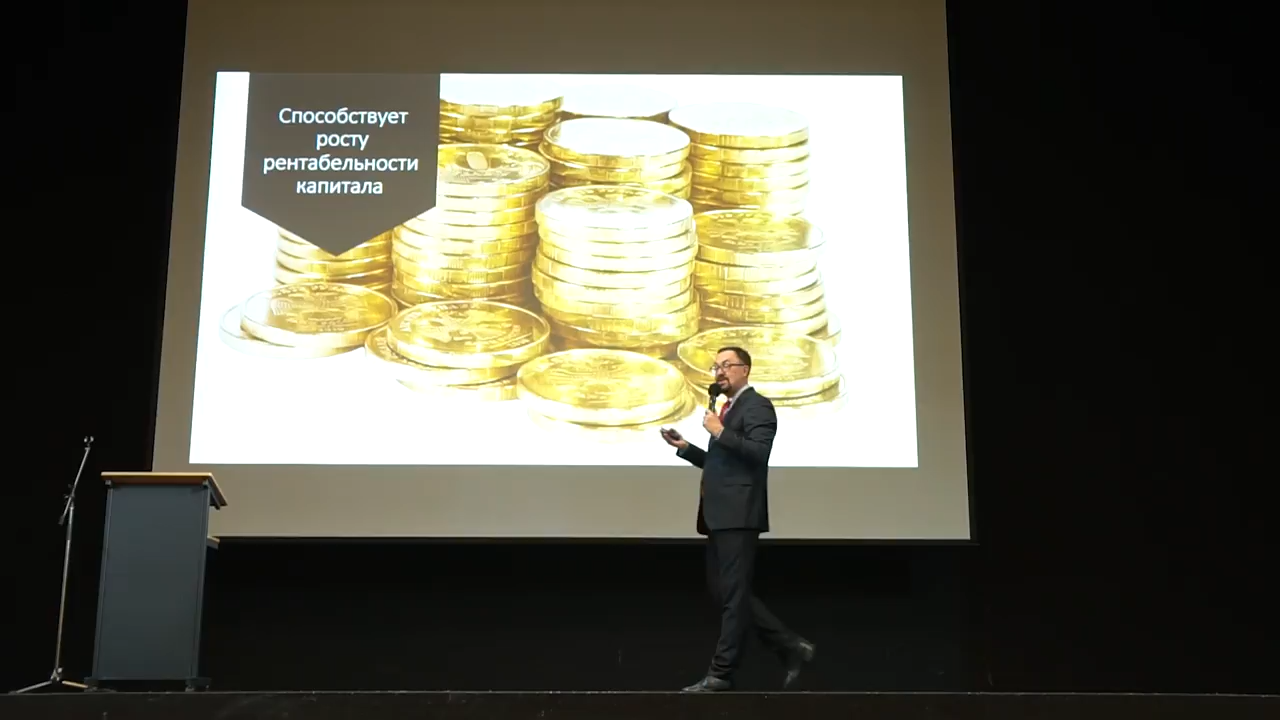 Способствует
росту
рентабельности
капитала